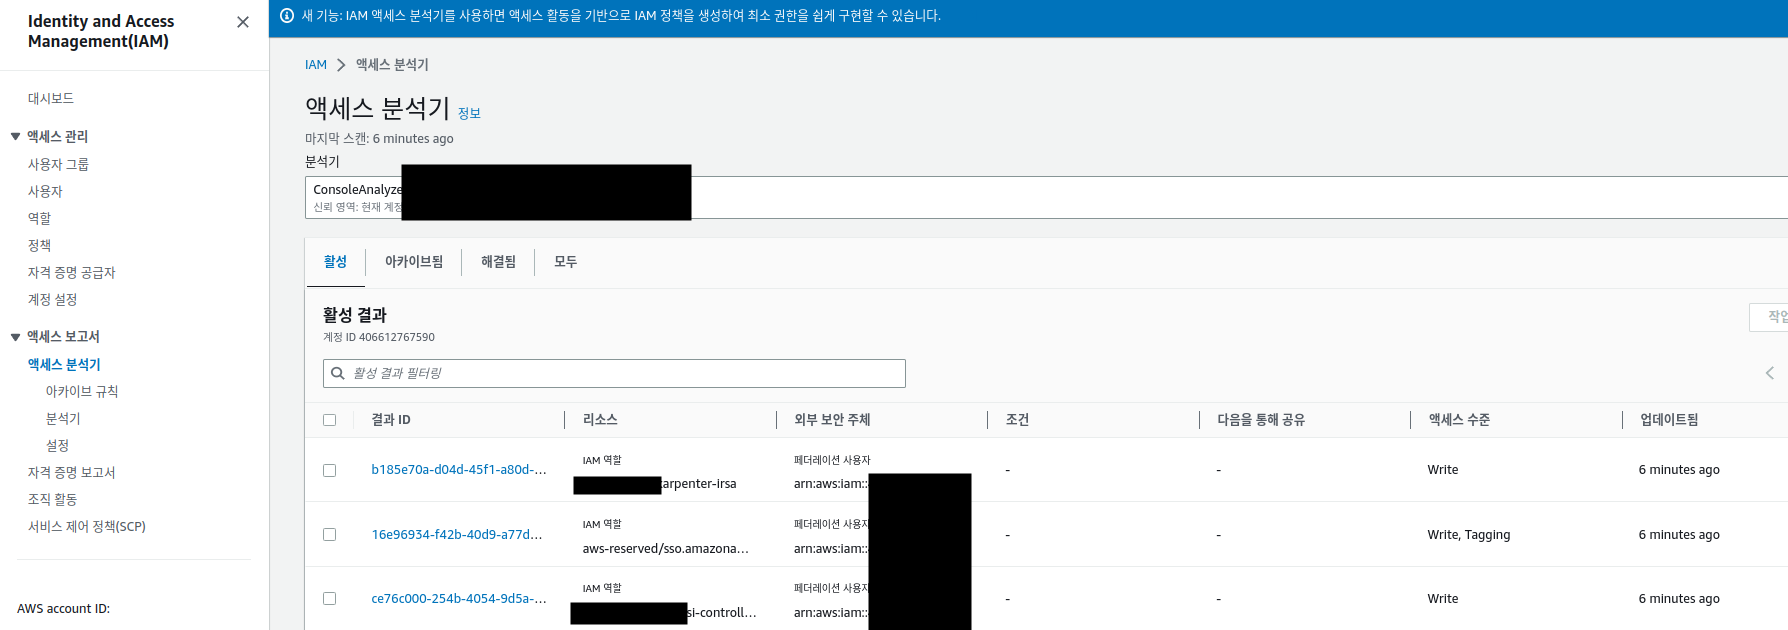 Identity and Access
Management(IAM)
대시보드
액세스 관리
사용자 그룹
사용자
역할
정책
자격 증명 공급자
계정 설정
액세스 보고서
액세스 분석기
아카이브 규칙
분석기
설정
자격 증명 보고서
조직 활동
서비스 제어 정책(SCP)
AWS account ID:
새 기능: IAM 액세스 분석기를 사용하면 액세스 활동을 기반으로 IAM 정책을 생성하여 최소 권한을 쉽게 구현할 수 있습니다.
IAM > 액세스 분석기
액세스 분석기 정보
마지막 스캔: 6 minutes ago
분석기
ConsoleAnalyze
신뢰 영역: 현재 계정
활성 아카이브됨 해결됨 모두
활성 결과
계정 ID 406612767590
작업
활성 결과 필터링
결과 ID 리소스 외부 보안 주체 조건 다음을 통해 공유 액세스 수준 업데이트됨
IAM 역할 페더레이션 사용자
b185e70a-d04d-45f1-a80d-... - - Write 6 minutes ago
arpenter-irsa arn:aws:iam::
IAM 역할 페더레이션 사용자
16e96934-f42b-40d9-a77d... - - Write, Tagging 6 minutes ago
aws-reserved/sso.amazona... arn:aws:iam::
IAM 역할 페더레이션 사용자
ce76c000-254b-4054-9d5a-... - - Write 6 minutes ago
si-controll... arn:aws:iam::